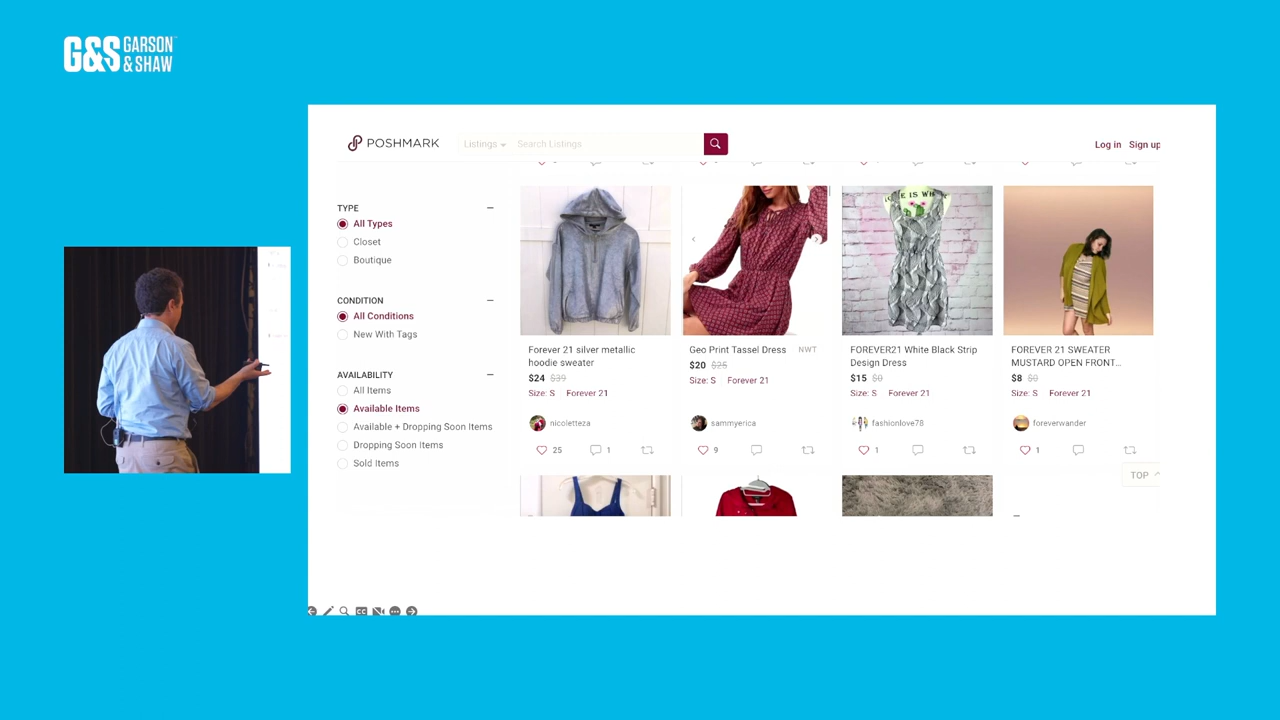 G&S GARSON
& SHAW
POSHMARK
Listings
Search Listings
Log in Sign up
TYPE
All Types
Closet
Boutique
CONDITION
All Conditions
New With Tags
AVAILABILITY
All Items
Available Items
Available + Dropping Soon Items
Dropping Soon Items
Sold Items
Forever 21 silver metallic
hoodie sweater
$24 $39
Size: S Forever 21
nicoletteza
25 1
Geo Print Tassel Dress NWT
$20 $25
Size: S Forever 21
sammyerica
9
FOREVER21 White Black Strip
Design Dress
$15 $0
Size: S Forever 21
fashionlove78
1
FOREVER 21 SWEATER
MUSTARD OPEN FRONT...
$8 $0
Size: S Forever 21
foreverwander
1
TOP
CC